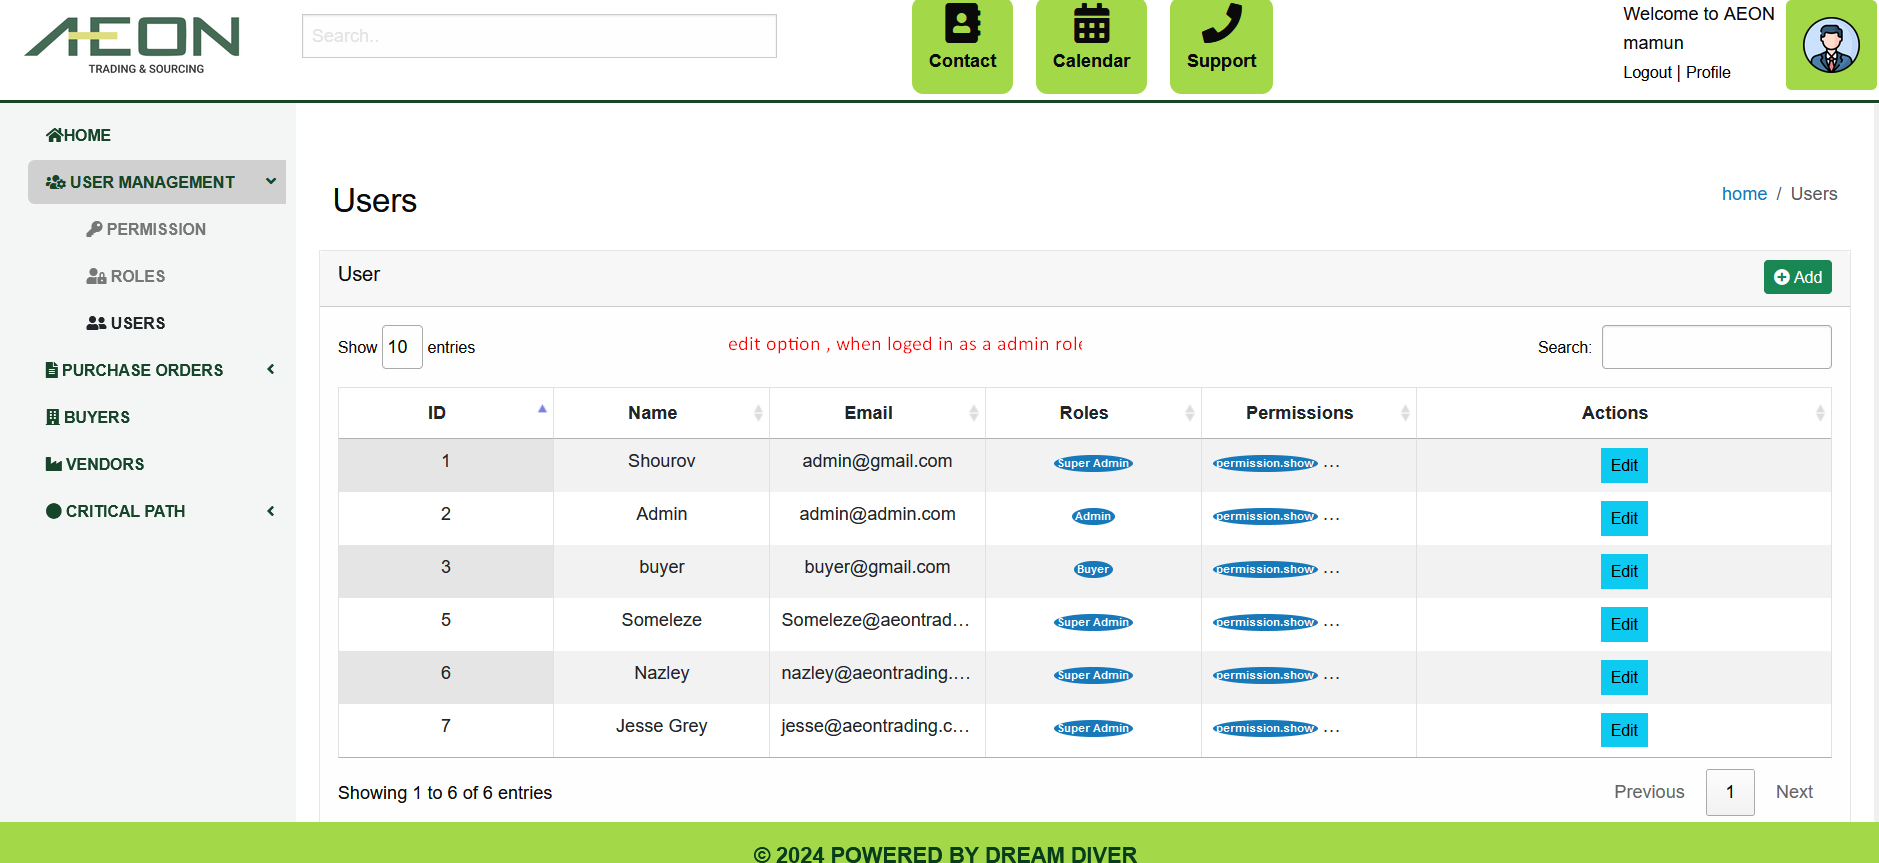 AEON
TRADING & SOURCING
Search..
Contact
Calendar
Support
Welcome to AEON
mamun
Logout | Profile
HOME
USER MANAGEMENT
PERMISSION
ROLES
USERS
PURCHASE ORDERS
BUYERS
VENDORS
CRITICAL PATH
Users
home / Users
User
Add
Show 10 entries
edit option , when loged in as a admin role
Search:
ID Name Email Roles Permissions Actions
1 Shourov admin@gmail.com Super Admin permission.show ... Edit
2 Admin admin@admin.com Admin permission.show ... Edit
3 buyer buyer@gmail.com Buyer permission.show ... Edit
5 Someleze Someleze@aeontrad... Super Admin permission.show ... Edit
6 Nazley nazley@aeontrading.... Super Admin permission.show ... Edit
7 Jesse Grey jesse@aeontrading.c... Super Admin permission.show ... Edit
Showing 1 to 6 of 6 entries
Previous 1 Next
© 2024 POWERED BY DREAM DIVER